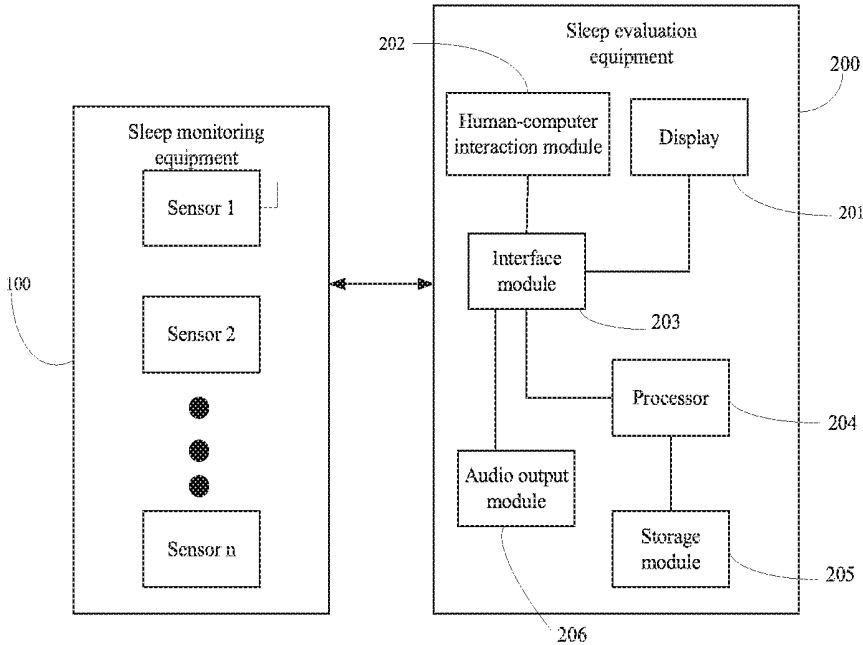 Sleep monitoring
equipment
Sensor 1
Sensor 2
Sensor n
100
Sleep evaluation
equipment
200
202
Human-computer
interaction module
Display
201
Interface
module
203
Processor
204
Audio output
module
206
Storage
module
205